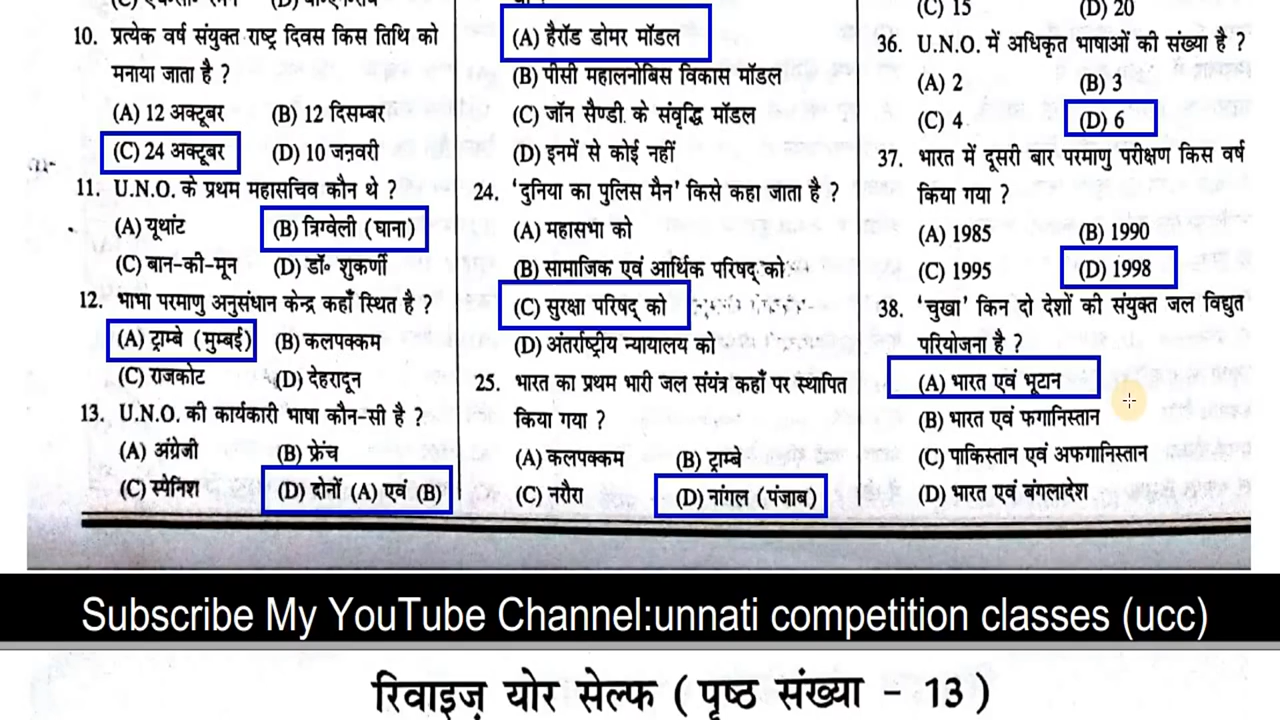 10. प्रत्येक वर्ष संयुक्त राष्ट्र दिवस किस तिथि को
मनाया जाता है ?
(A) 12 अक्टूबर (B) 12 दिसम्बर
(C) 24 अक्टूबर (D) 10 जनवरी
11. U.N.O. के प्रथम महासचिव कौन थे ?
(A) यूथांट (B) त्रिग्वेली (घाना)
(C) बान-की-मून (D) डॉ॰ शुकर्णी
12. भाभा परमाणु अनुसंधान केन्द्र कहाँ स्थित है ?
(A) ट्राम्बे (मुम्बई) (B) कलपक्कम
(C) राजकोट (D) देहरादून
13. U.N.O. की कार्यकारी भाषा कौन-सी है ?
(A) अंग्रेजी (B) फ्रेंच
(C) स्पेनिश (D) दोनों (A) एवं (B)
(A) हैरॉड डोमर मॉडल
(B) पीसी महालनोबिस विकास मॉडल
(C) जॉन सैण्डी के संवृद्धि मॉडल
(D) इनमें से कोई नहीं
24. 'दुनिया का पुलिस मैन' किसे कहा जाता है ?
(A) महासभा को
(B) सामाजिक एवं आर्थिक परिषद् को
(C) सुरक्षा परिषद् को
(D) अंतर्राष्ट्रीय न्यायालय को
25. भारत का प्रथम भारी जल संयंत्र कहाँ पर स्थापित
किया गया ?
(A) कलपक्कम (B) ट्राम्बे
(C) नरौरा (D) नांगल (पंजाब)
(C) 15 (D) 20
36. U.N.O. में अधिकृत भाषाओं की संख्या है ?
(A) 2 (B) 3
(C) 4 (D) 6
37. भारत में दूसरी बार परमाणु परीक्षण किस वर्ष
किया गया ?
(A) 1985 (B) 1990
(C) 1995 (D) 1998
38. 'चुखा' किन दो देशों की संयुक्त जल विद्युत
परियोजना है ?
(A) भारत एवं भूटान
(B) भारत एवं फगानिस्तान
(C) पाकिस्तान एवं अफगानिस्तान
(D) भारत एवं बंगलादेश
Subscribe My YouTube Channel:unnati competition classes (ucc)
रिवाइज़ योर सेल्फ (पृष्ठ संख्या - 13)